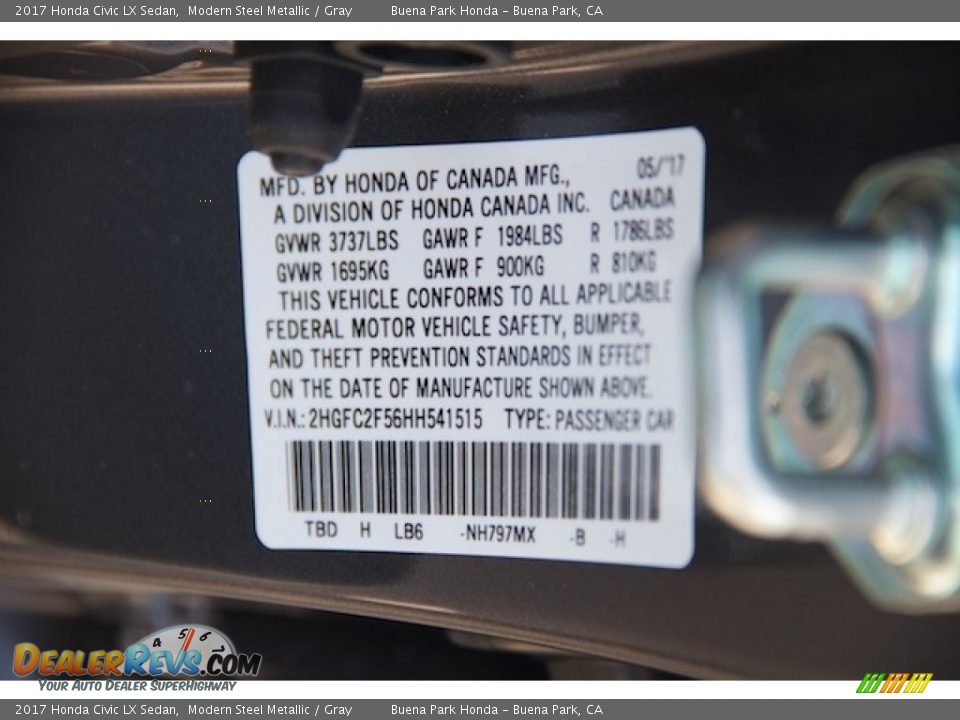 2017 Honda Civic LX Sedan, Modern Steel Metallic / Gray Buena Park Honda - Buena Park, CA
05/'17
MFD. BY HONDA OF CANADA MFG.,
A DIVISION OF HONDA CANADA INC. CANADA
GVWR 3737LBS GAWR F 1984LBS R 1786LBS
GVWR 1695KG GAWR F 900KG R 810KG
THIS VEHICLE CONFORMS TO ALL APPLICABLE
FEDERAL MOTOR VEHICLE SAFETY, BUMPER,
AND THEFT PREVENTION STANDARDS IN EFFECT
ON THE DATE OF MANUFACTURE SHOWN ABOVE.
V.I.N.: 2HGFC2F56HH541515 TYPE: PASSENGER CAR
TBD H LB6 -NH797MX -B -H
4 5 6
DEALERREVS.COM
YOUR AUTO DEALER SUPERHIGHWAY
2017 Honda Civic LX Sedan, Modern Steel Metallic / Gray Buena Park Honda - Buena Park, CA